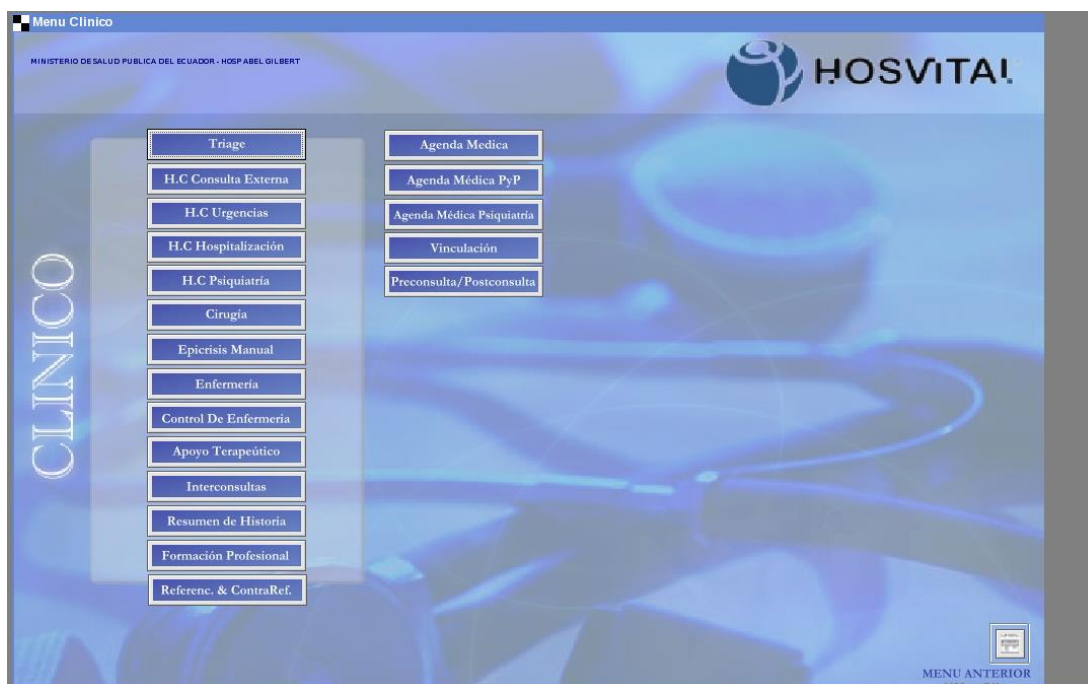 Menu Clinico
MINISTERIO DE SALUD PUBLICA DEL ECUADOR - HOSP ABEL GILBERT
HOSVITAL
CLINICO
Triage
H.C Consulta Externa
H.C Urgencias
H.C Hospitalización
H.C Psiquiatría
Cirugía
Epicrisis Manual
Enfermería
Control De Enfermeria
Apoyo Terapeútico
Interconsultas
Resumen de Historia
Formación Profesional
Referenc. & ContraRef.
Agenda Medica
Agenda Médica PyP
Agenda Médica Psiquiatría
Vinculación
Preconsulta/Postconsulta
MENU ANTERIOR